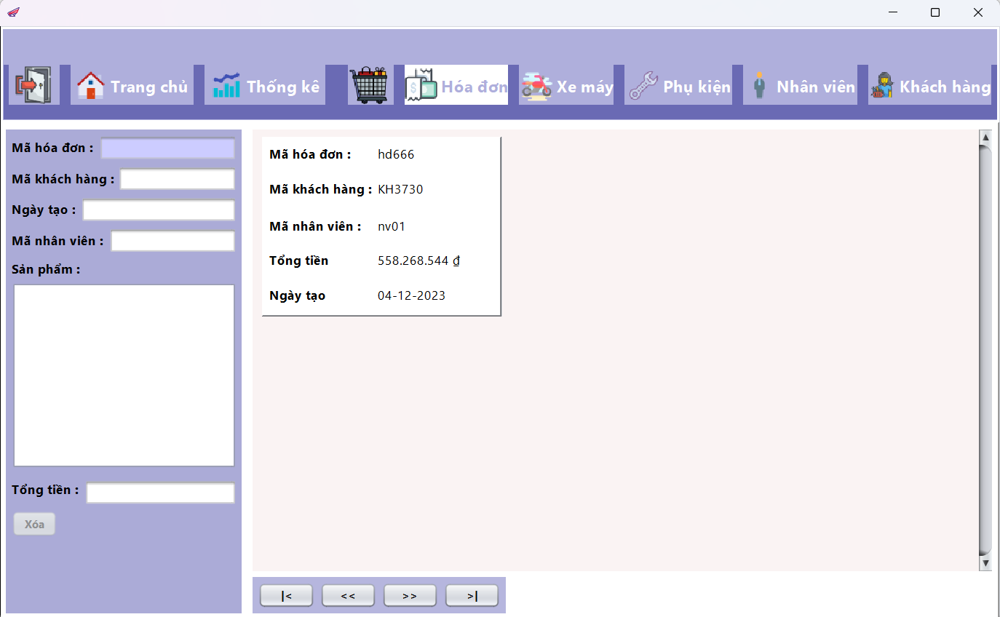 Trang chủ
Thống kê
Hóa đơn
Xe máy
Phụ kiện
Nhân viên
Khách hàng
Mã hóa đơn :
Mã khách hàng :
Ngày tạo :
Mã nhân viên :
Sản phẩm :
Tổng tiền :
Xóa
Mã hóa đơn : hd666
Mã khách hàng : KH3730
Mã nhân viên : nv01
Tổng tiền 558.268.544 ₫
Ngày tạo 04-12-2023
|< << >> >|